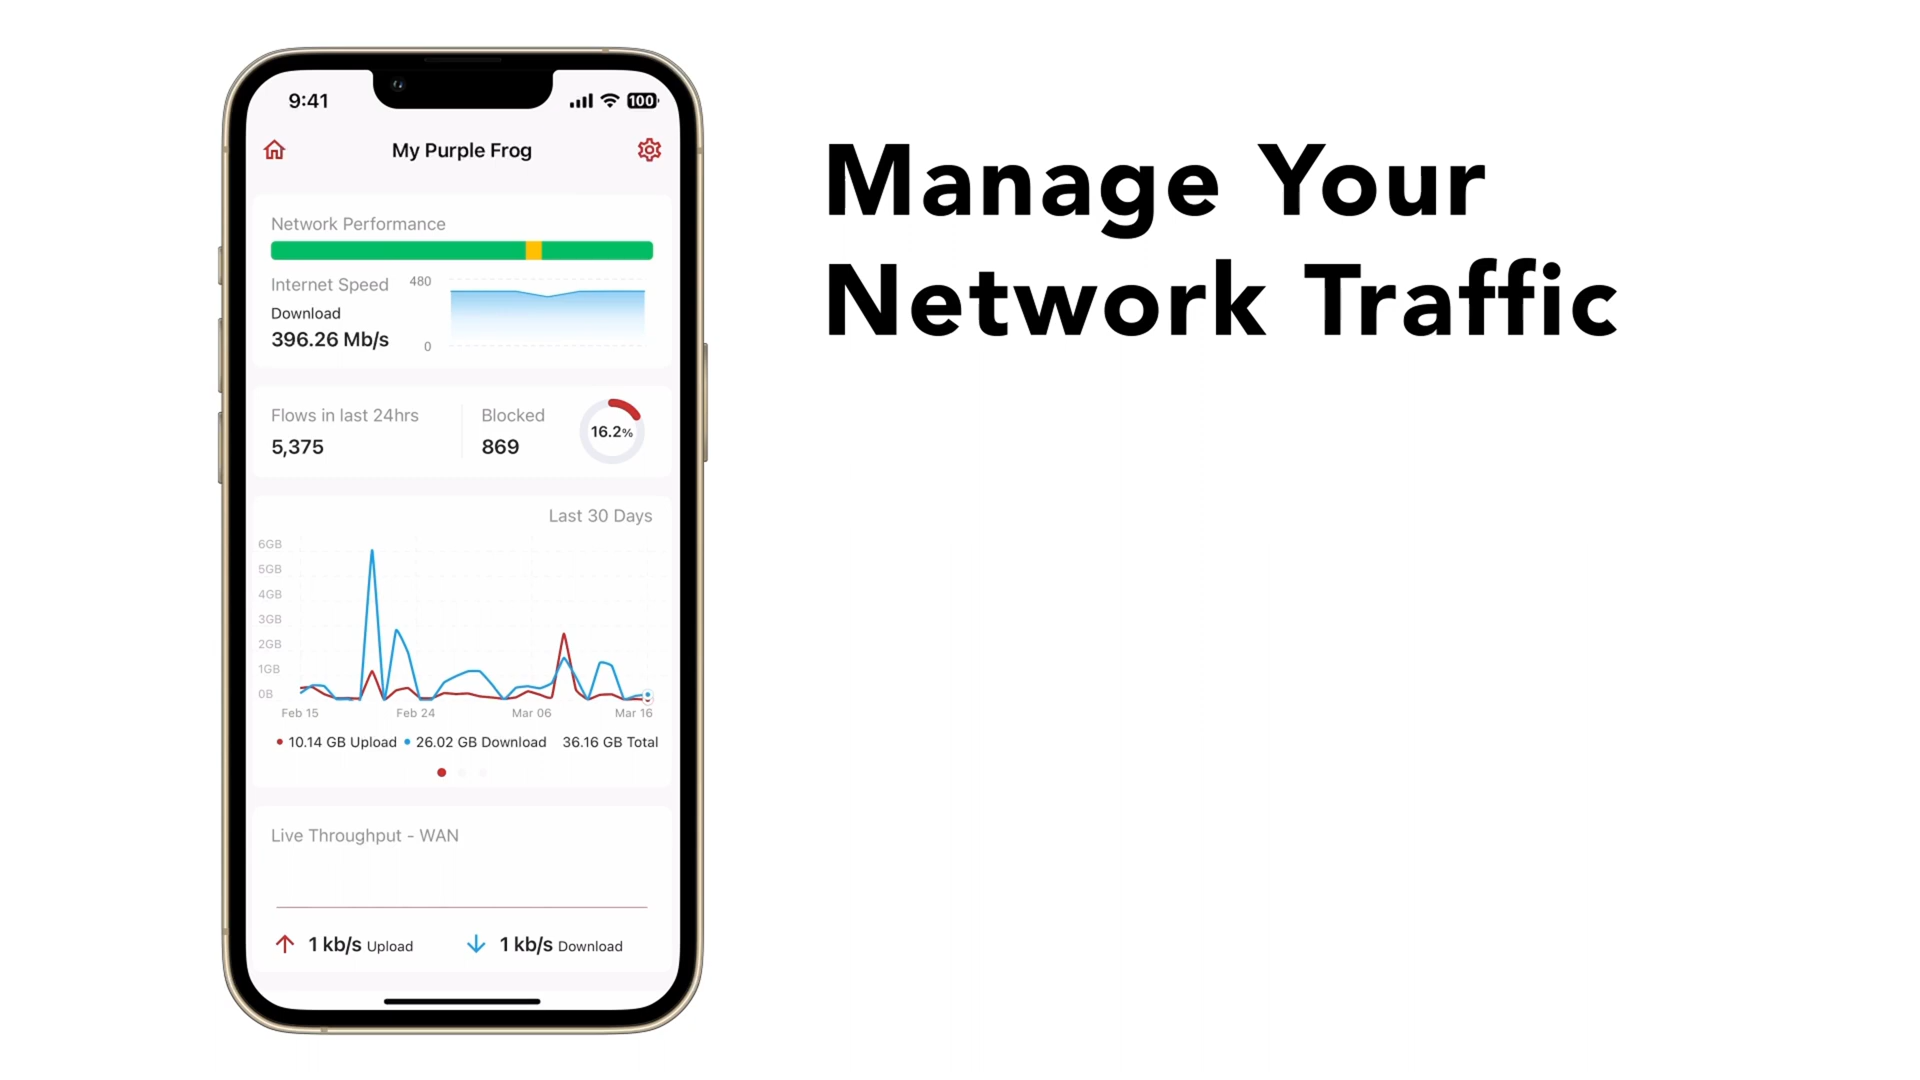 9:41
100
My Purple Frog
Network Performance
Internet Speed
480
Download
396.26 Mb/s
0
Flows in last 24hrs
5,375
Blocked
869
16.2%
Last 30 Days
6GB
5GB
4GB
3GB
2GB
1GB
0B
Feb 15 Feb 24 Mar 06 Mar 16
10.14 GB Upload 26.02 GB Download 36.16 GB Total
Live Throughput - WAN
1 kb/s Upload 1 kb/s Download
Manage Your
Network Traffic